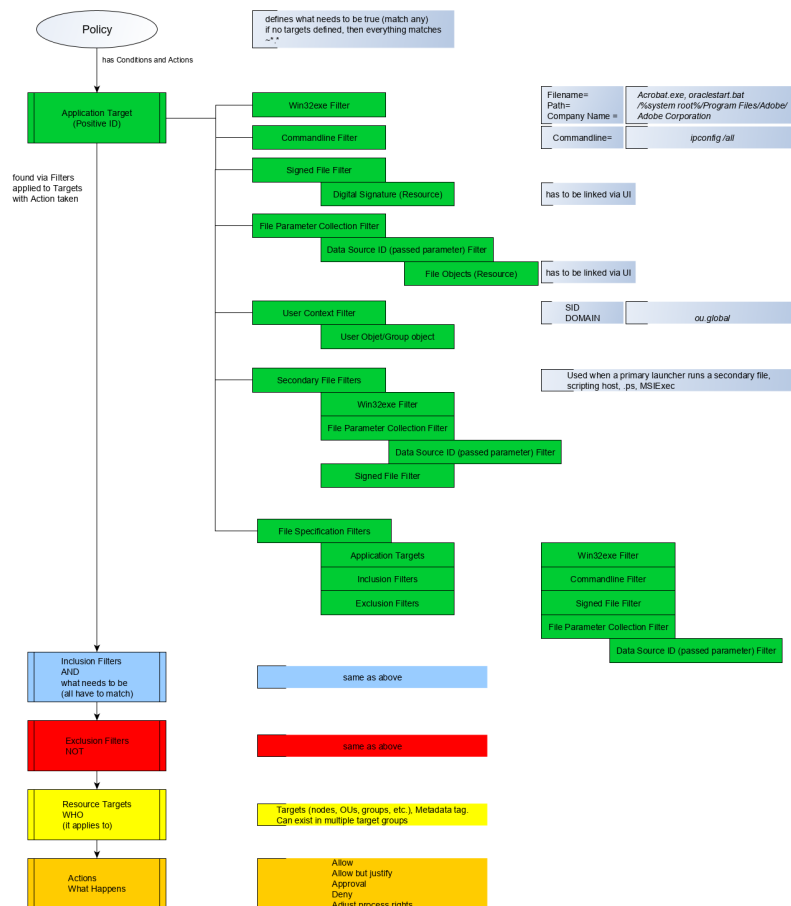 Policy
defines what needs to be true (match any)
if no targets defined, then everything matches
~*.*
has Conditions and Actions
Application Target
(Positive ID)
Win32exe Filter
Filename=
Path=
Company Name =
Acrobat.exe, oraclestart.bat
/%system root%/Program Files/Adobe/
Adobe Corporation
Commandline Filter
Commandline=
ipconfig /all
found via Filters
applied to Targets
with Action taken
Signed File Filter
Digital Signature (Resource)
has to be linked via UI
File Parameter Collection Filter
Data Source ID (passed parameter) Filter
File Objects (Resource)
has to be linked via UI
User Context Filter
SID
DOMAIN
ou.global
User Objet/Group object
Secondary File Filters
Used when a primary launcher runs a secondary file,
scripting host, .ps, MSIExec
Win32exe Filter
File Parameter Collection Filter
Data Source ID (passed parameter) Filter
Signed File Filter
File Specification Filters
Application Targets
Inclusion Filters
Exclusion Filters
Win32exe Filter
Commandline Filter
Signed File Filter
File Parameter Collection Filter
Data Source ID (passed parameter) Filter
Inclusion Filters
AND
what needs to be
(all have to match)
same as above
Exclusion Filters
NOT
same as above
Resource Targets
WHO
(it applies to)
Targets (nodes, OUs, groups, etc.), Metadata tag.
Can exist in multiple target groups
Actions
What Happens
Allow
Allow but justify
Approval
Deny
Adjust process rights